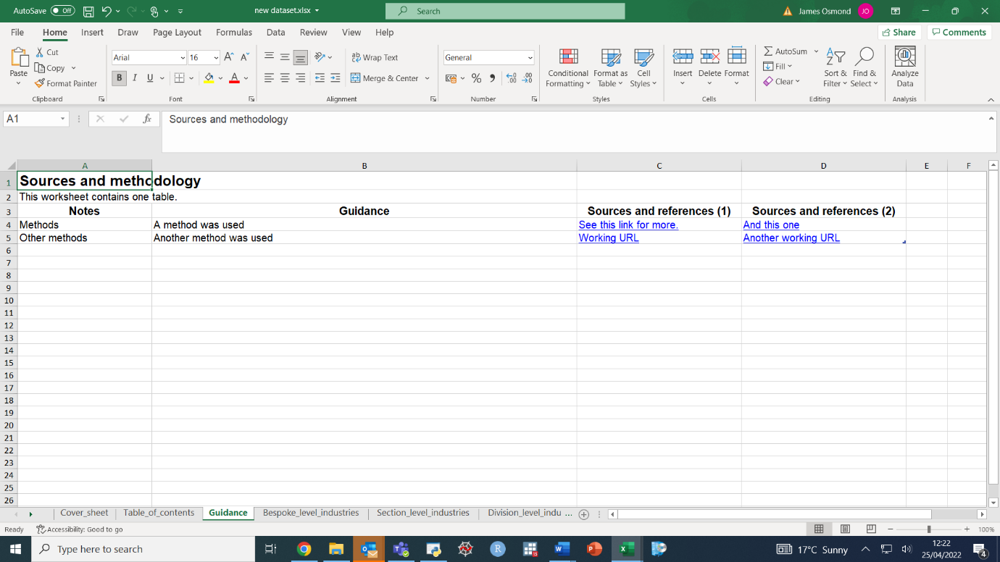 AutoSave Off new dataset.xlsx Search James Osmond JO
File Home Insert Draw Page Layout Formulas Data Review View Help Share Comments
Paste Cut Copy Format Painter Clipboard
Arial 16 A A B I U A Font
Wrap Text Merge & Center Alignment
General % Number
Conditional Formatting Format as Table Cell Styles Styles
Insert Delete Format Cells
AutoSum Fill Clear Sort & Filter Find & Select Editing
Analyze Data Analysis
A1 fx Sources and methodology
A B C D E F
1 Sources and methodology
2 This worksheet contains one table.
3 Notes Guidance Sources and references (1) Sources and references (2)
4 Methods A method was used See this link for more. And this one
5 Other methods Another method was used Working URL Another working URL
6
7
8
9
10
11
12
13
14
15
16
17
18
19
20
21
22
23
24
25
26
Cover_sheet Table_of_contents Guidance Bespoke_level_industries Section_level_industries Division_level_indu ...
Ready Accessibility: Good to go 100%
Type here to search 17°C Sunny 12:22
25/04/2022 4